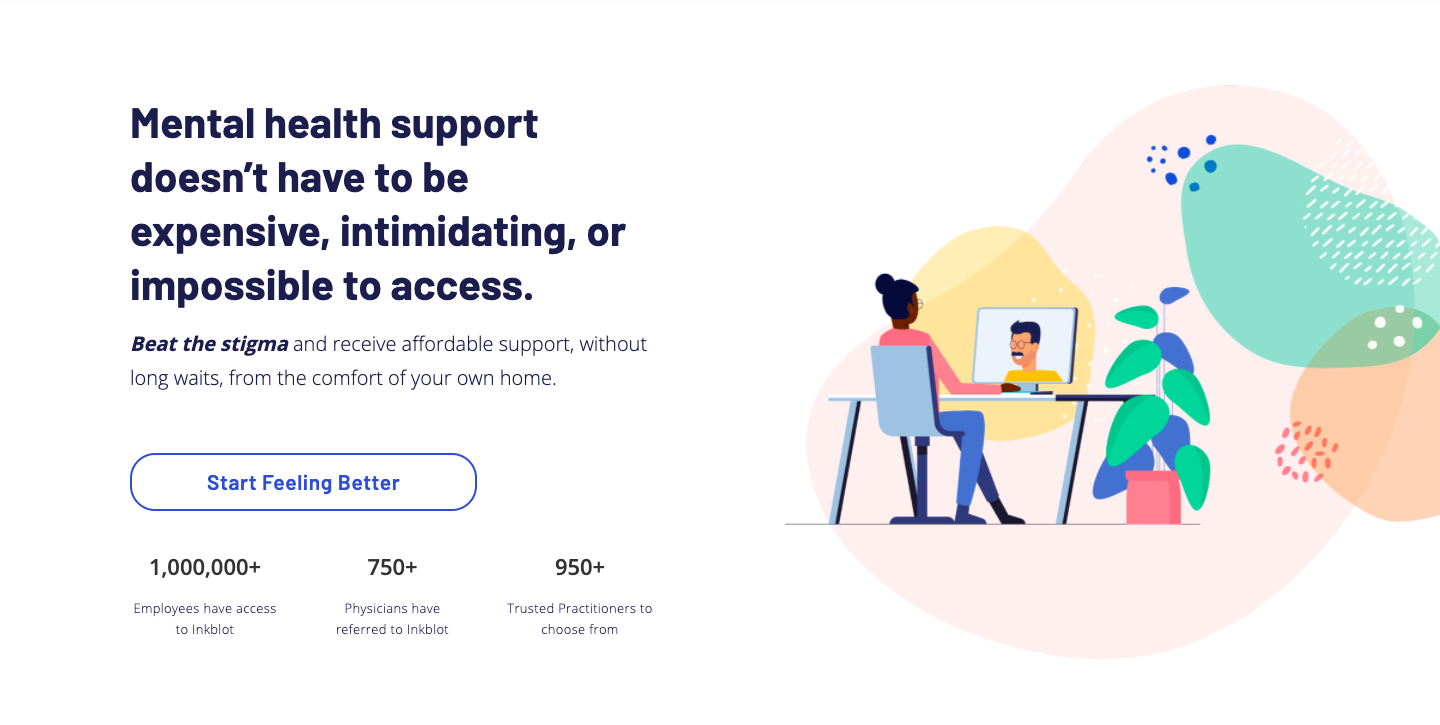 Mental health support
doesn’t have to be
expensive, intimidating, or
impossible to access.
Beat the stigma and receive affordable support, without
long waits, from the comfort of your own home.
Start Feeling Better
1,000,000+ 750+ 950+
Employees have access Physicians have Trusted Practitioners to
to Inkblot referred to Inkblot choose from